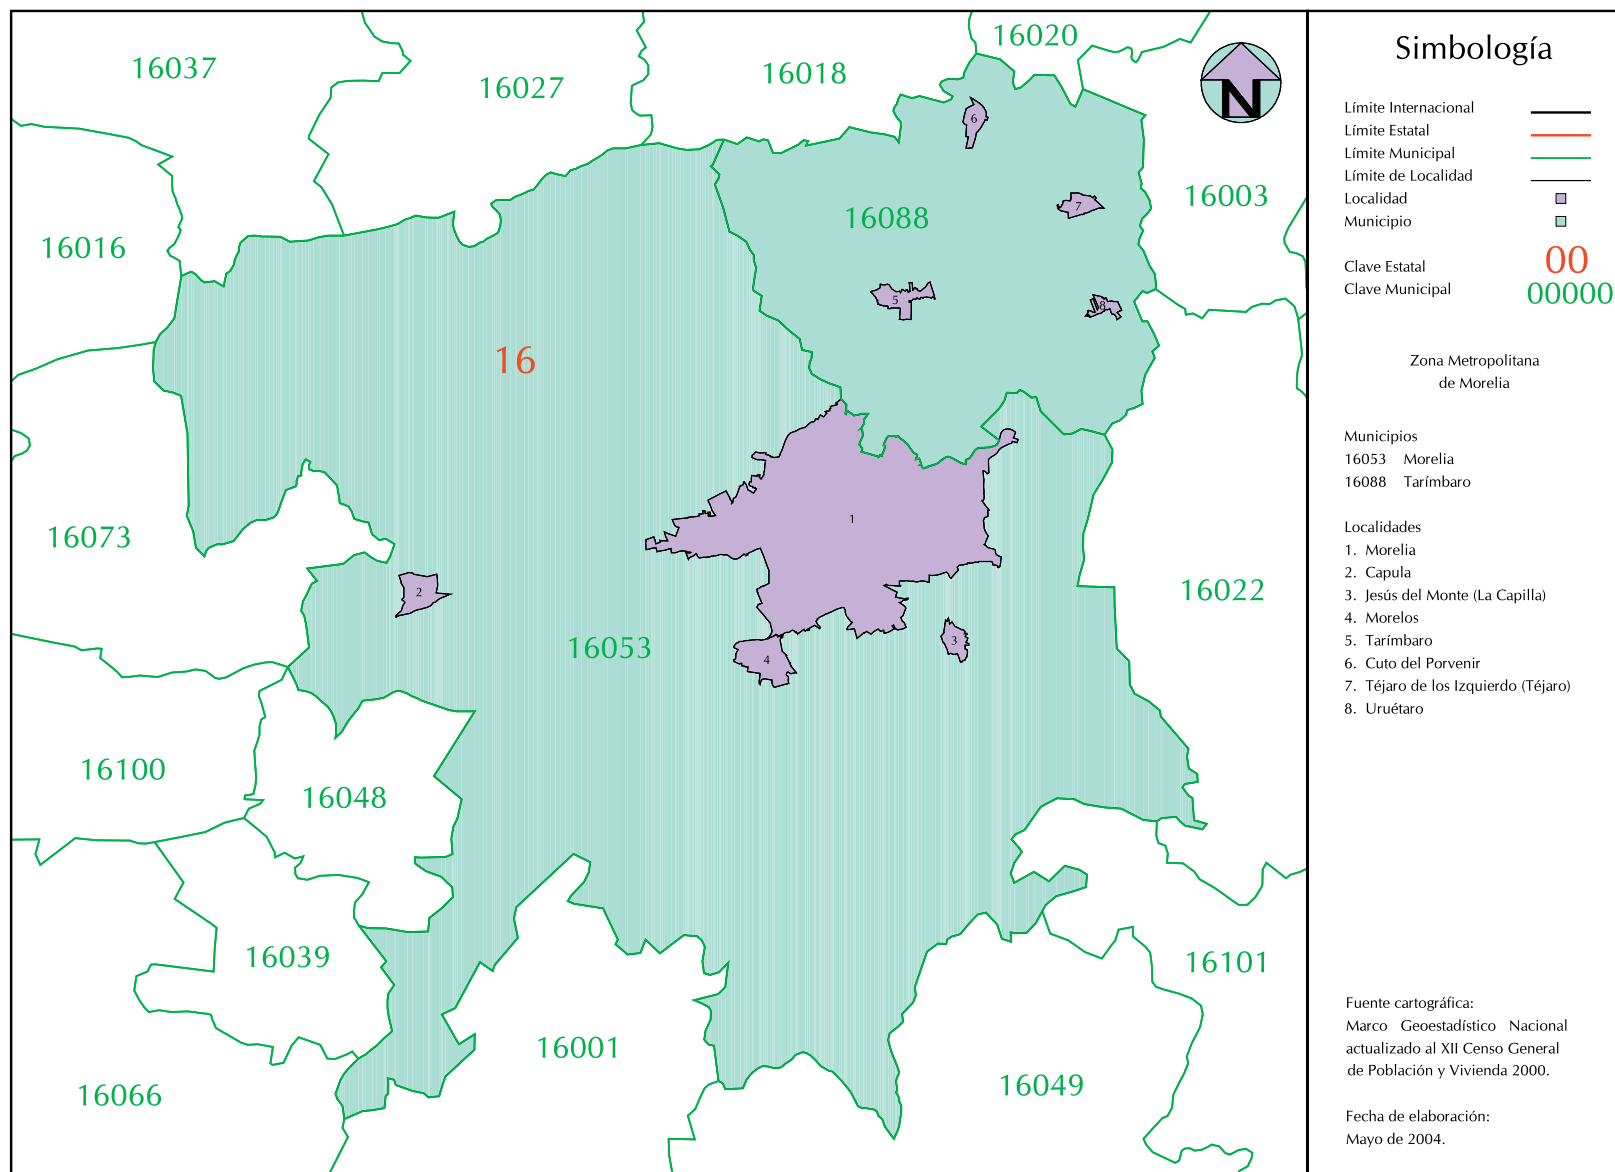 16037
16027
16018
16020
16003
16016
16088
6
7
5
8
16
16073
1
2
3
4
16053
16022
16100
16048
16039
16001
16066
16049
16101
N
Simbología
Límite Internacional
Límite Estatal
Límite Municipal
Límite de Localidad
Localidad
Municipio
Clave Estatal 00
Clave Municipal 00000
Zona Metropolitana
de Morelia
Municipios
16053 Morelia
16088 Tarímbaro
Localidades
1. Morelia
2. Capula
3. Jesús del Monte (La Capilla)
4. Morelos
5. Tarímbaro
6. Cuto del Porvenir
7. Téjaro de los Izquierdo (Téjaro)
8. Uruétaro
Fuente cartográfica:
Marco Geoestadístico Nacional
actualizado al XII Censo General
de Población y Vivienda 2000.
Fecha de elaboración:
Mayo de 2004.